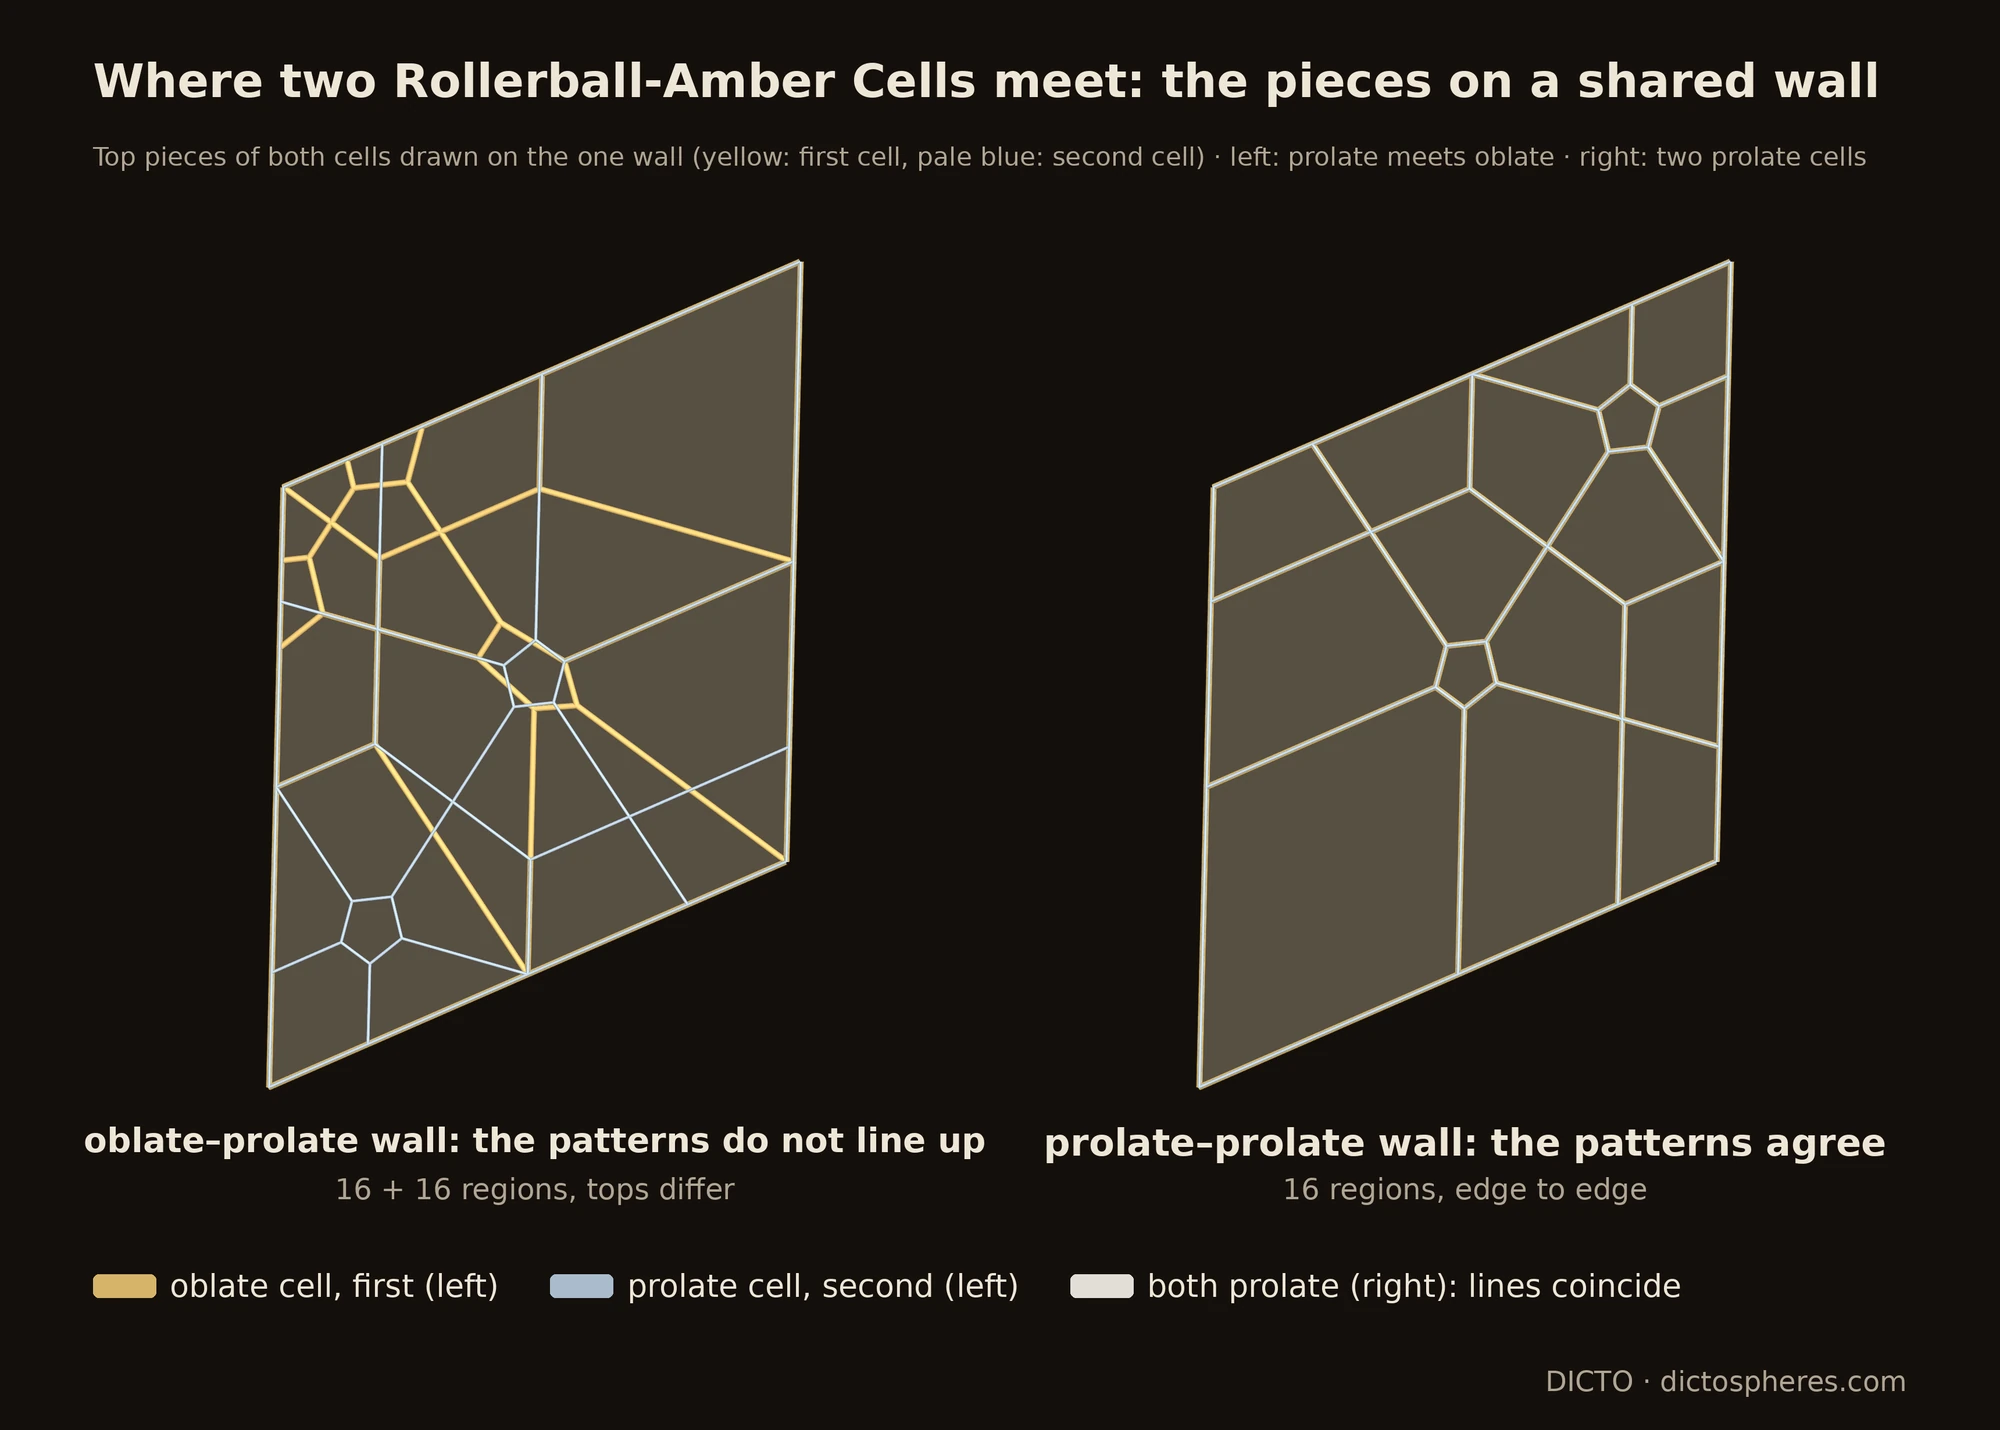 Where two Rollerball-Amber Cells meet: the pieces on a shared wall
Top pieces of both cells drawn on the one wall (yellow: first cell, pale blue: second cell) · left: prolate meets oblate · right: two prolate cells
oblate–prolate wall: the patterns do not line up
16 + 16 regions, tops differ
prolate–prolate wall: the patterns agree
16 regions, edge to edge
oblate cell, first (left)
prolate cell, second (left)
both prolate (right): lines coincide
DICTO · dictospheres.com